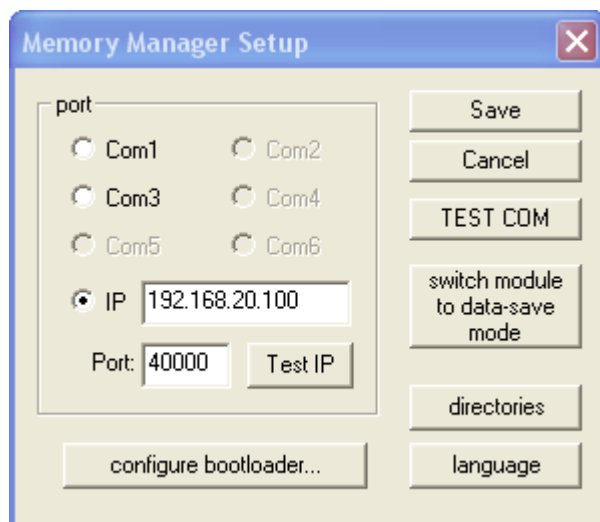 Memory Manager Setup
port
Com1
Com2
Com3
Com4
Com5
Com6
IP
192.168.20.100
Port:
40000
Test IP
configure bootloader...
Save
Cancel
TEST COM
switch module
to data-save
mode
directories
language